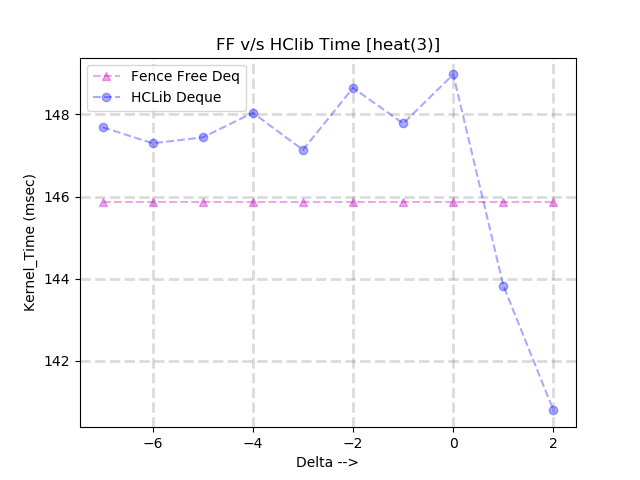 FF v/s HClib Time [heat(3)]
Fence Free Deq
HCLib Deque
148
146
144
142
Kernel_Time (msec)
−6 −4 −2 0 2
Delta -->